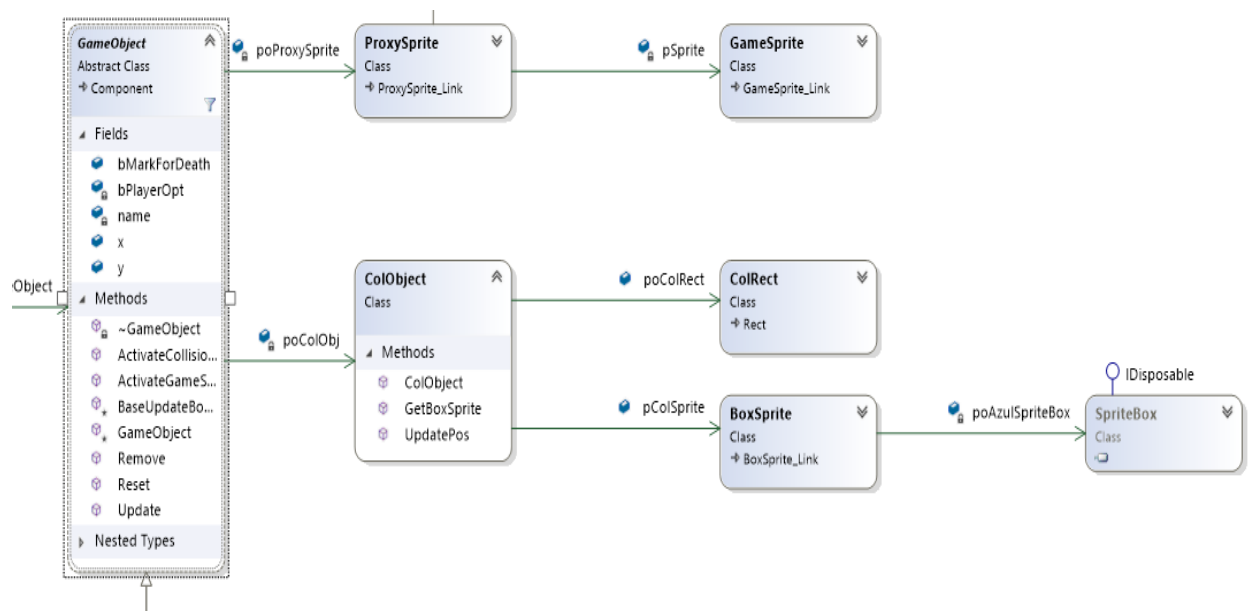 GameObject
Abstract Class
Component
Fields
bMarkForDeath
bPlayerOpt
name
x
y
Methods
~GameObject
ActivateCollisio...
ActivateGameS...
BaseUpdateBo...
GameObject
Remove
Reset
Update
Nested Types
Object
poProxySprite
ProxySprite
Class
ProxySprite_Link
pSprite
GameSprite
Class
GameSprite_Link
poColObj
ColObject
Class
Methods
ColObject
GetBoxSprite
UpdatePos
poColRect
ColRect
Class
Rect
pColSprite
BoxSprite
Class
BoxSprite_Link
poAzulSpriteBox
IDisposable
SpriteBox
Class